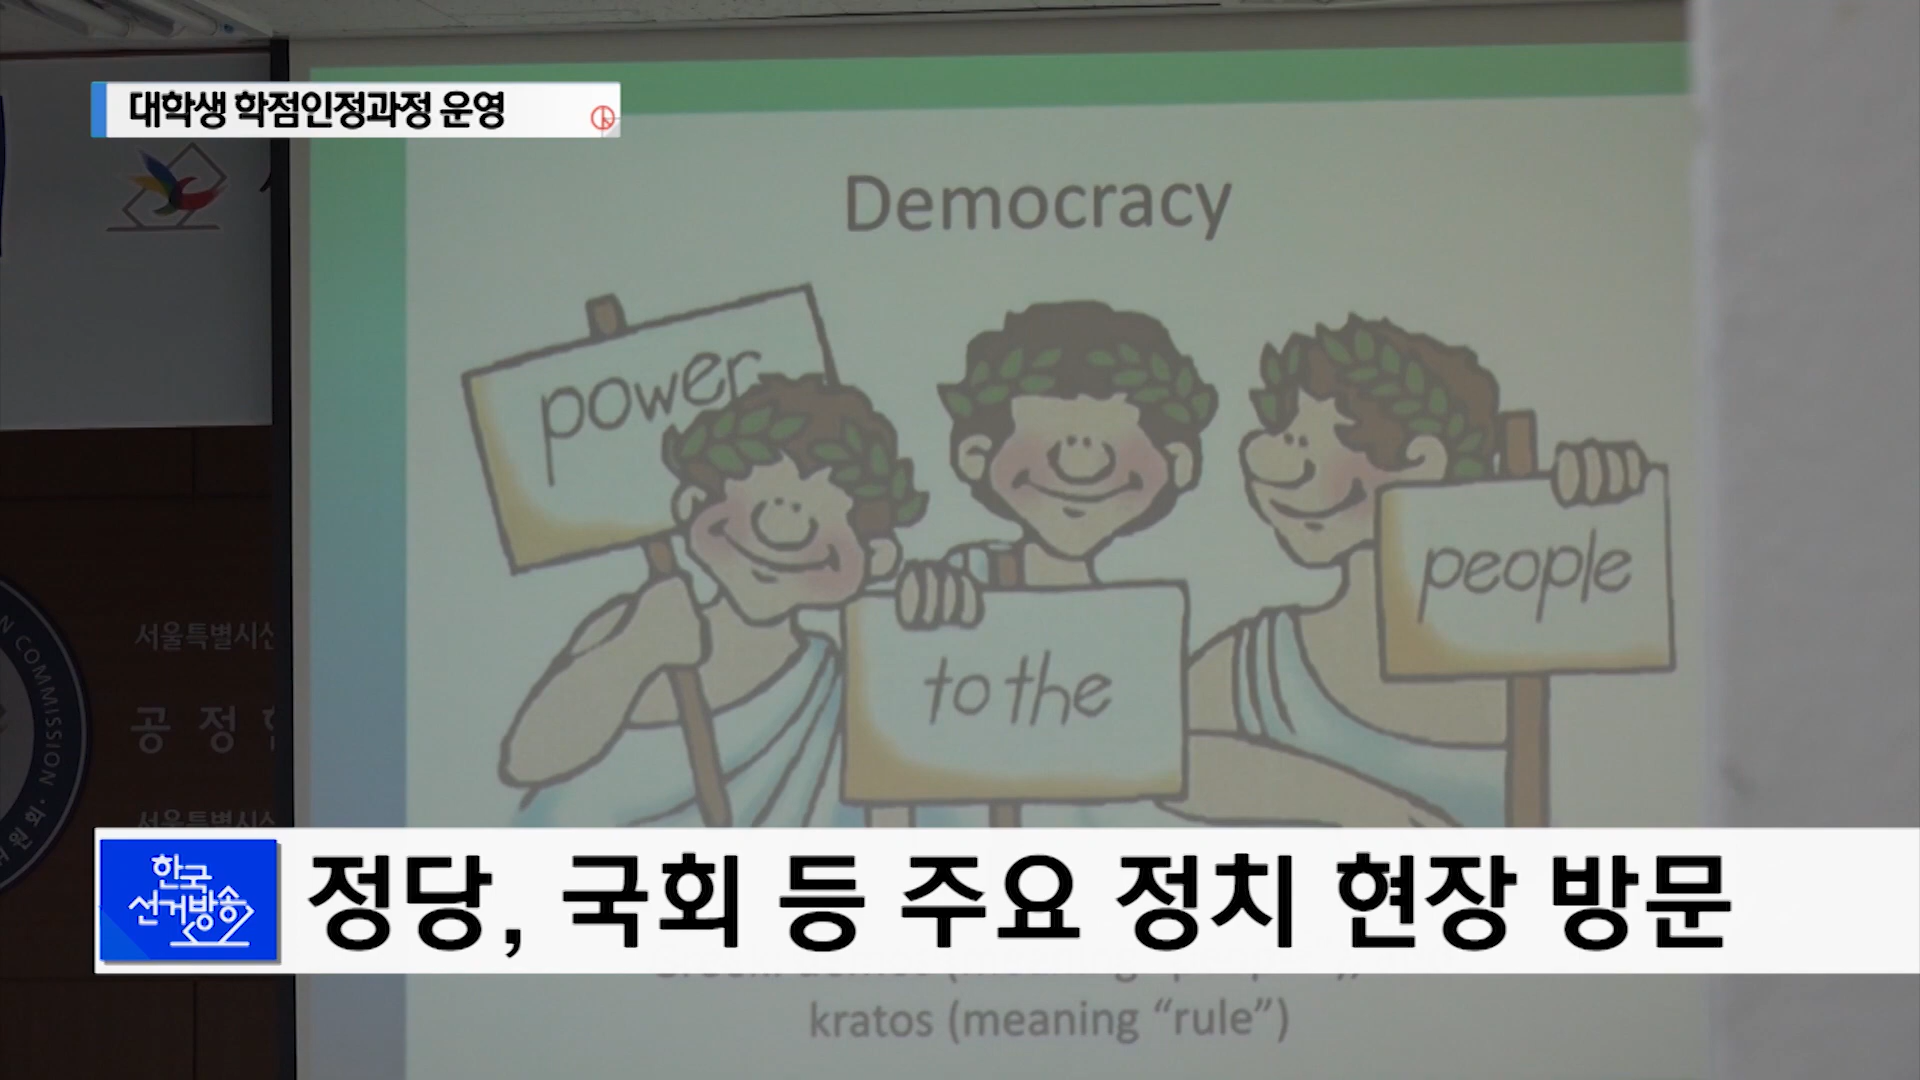 대학생 학점인정과정 운영
Democracy
power
to the
people
서울특별시선
공정
COMMISSION
한국
선거방송
정당, 국회 등 주요 정치 현장 방문
kratos (meaning “rule”)